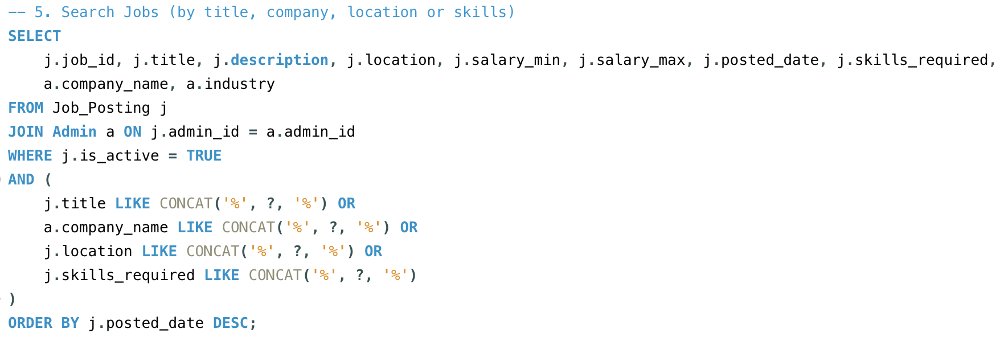 -- 5. Search Jobs (by title, company, location or skills)
SELECT
    j.job_id, j.title, j.description, j.location, j.salary_min, j.salary_max, j.posted_date, j.skills_required,
    a.company_name, a.industry
FROM Job_Posting j
JOIN Admin a ON j.admin_id = a.admin_id
WHERE j.is_active = TRUE
AND (
    j.title LIKE CONCAT('%', ?, '%') OR
    a.company_name LIKE CONCAT('%', ?, '%') OR
    j.location LIKE CONCAT('%', ?, '%') OR
    j.skills_required LIKE CONCAT('%', ?, '%')
)
ORDER BY j.posted_date DESC;